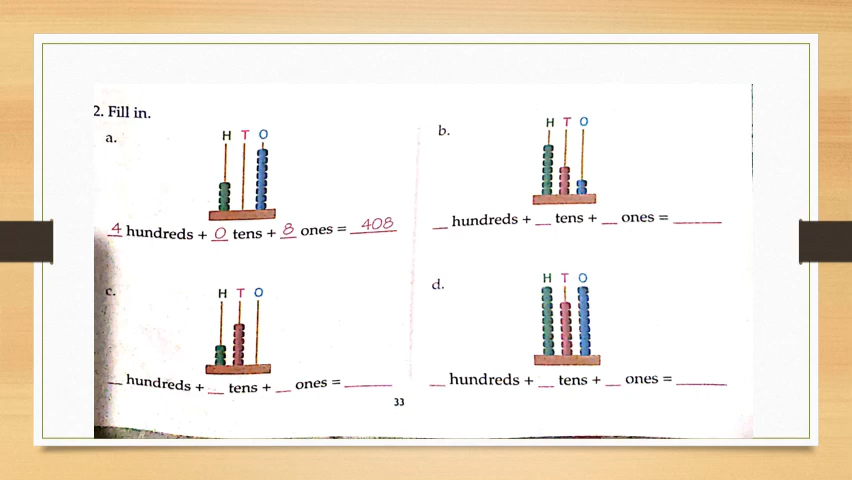 2. Fill in.
a.
H T O
4 hundreds + 0 tens + 8 ones = 408
b.
H T O
__ hundreds + __ tens + __ ones = ______
c.
H T O
__ hundreds + __ tens + __ ones = ______
d.
H T O
__ hundreds + __ tens + __ ones = ______
33